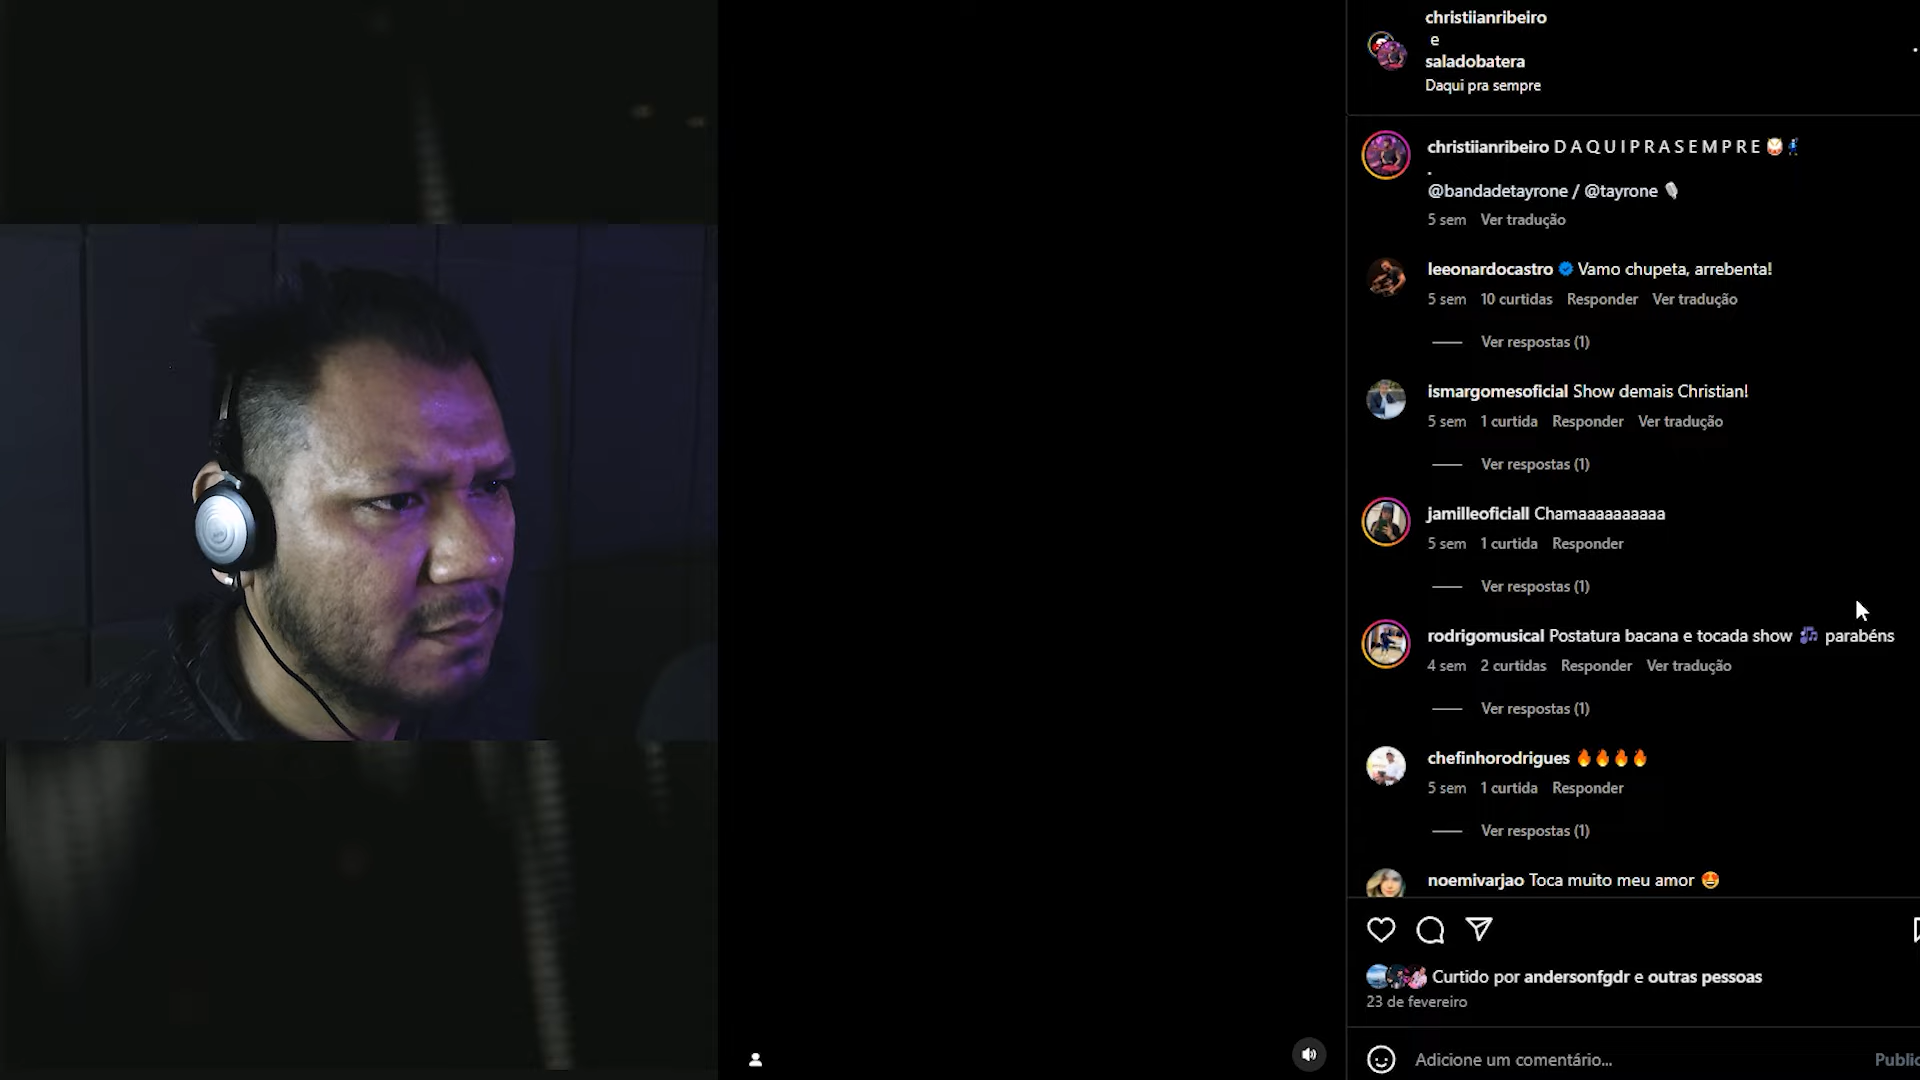 christiianribeiro
e
saladobatera
Daqui pra sempre
christiianribeiro D A Q U I P R A S E M P R E 🥁🕺
.
@bandadetayrone / @tayrone 🎙️
5 sem Ver tradução
leeonardocastro Vamo chupeta, arrebenta!
5 sem 10 curtidas Responder Ver tradução
Ver respostas (1)
ismargomesoficial Show demais Christian!
5 sem 1 curtida Responder Ver tradução
Ver respostas (1)
jamilleoficiall Chamaaaaaaaaaa
5 sem 1 curtida Responder
Ver respostas (1)
rodrigomusical Postatura bacana e tocada show 🎶 parabéns
4 sem 2 curtidas Responder Ver tradução
Ver respostas (1)
chefinhorodrigues 🔥🔥🔥🔥
5 sem 1 curtida Responder
Ver respostas (1)
noemivarjao Toca muito meu amor 😍
Curtido por andersonfgdr e outras pessoas
23 de fevereiro
Adicione um comentário...